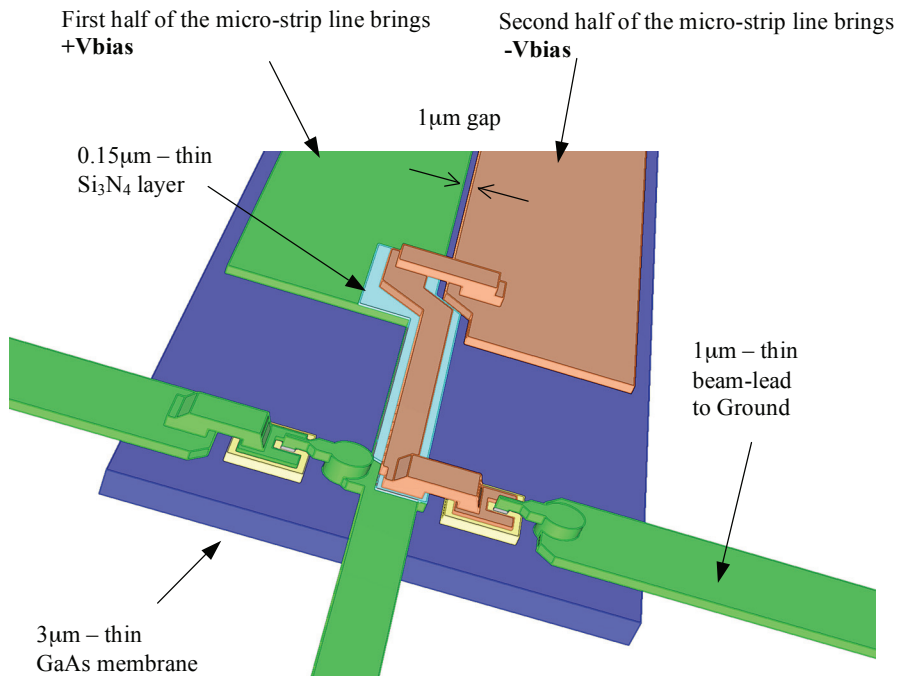 First half of the micro-strip line brings
+Vbias
Second half of the micro-strip line brings
-Vbias
1μm gap
0.15μm – thin
Si₃N₄ layer
1μm – thin
beam-lead
to Ground
3μm – thin
GaAs membrane